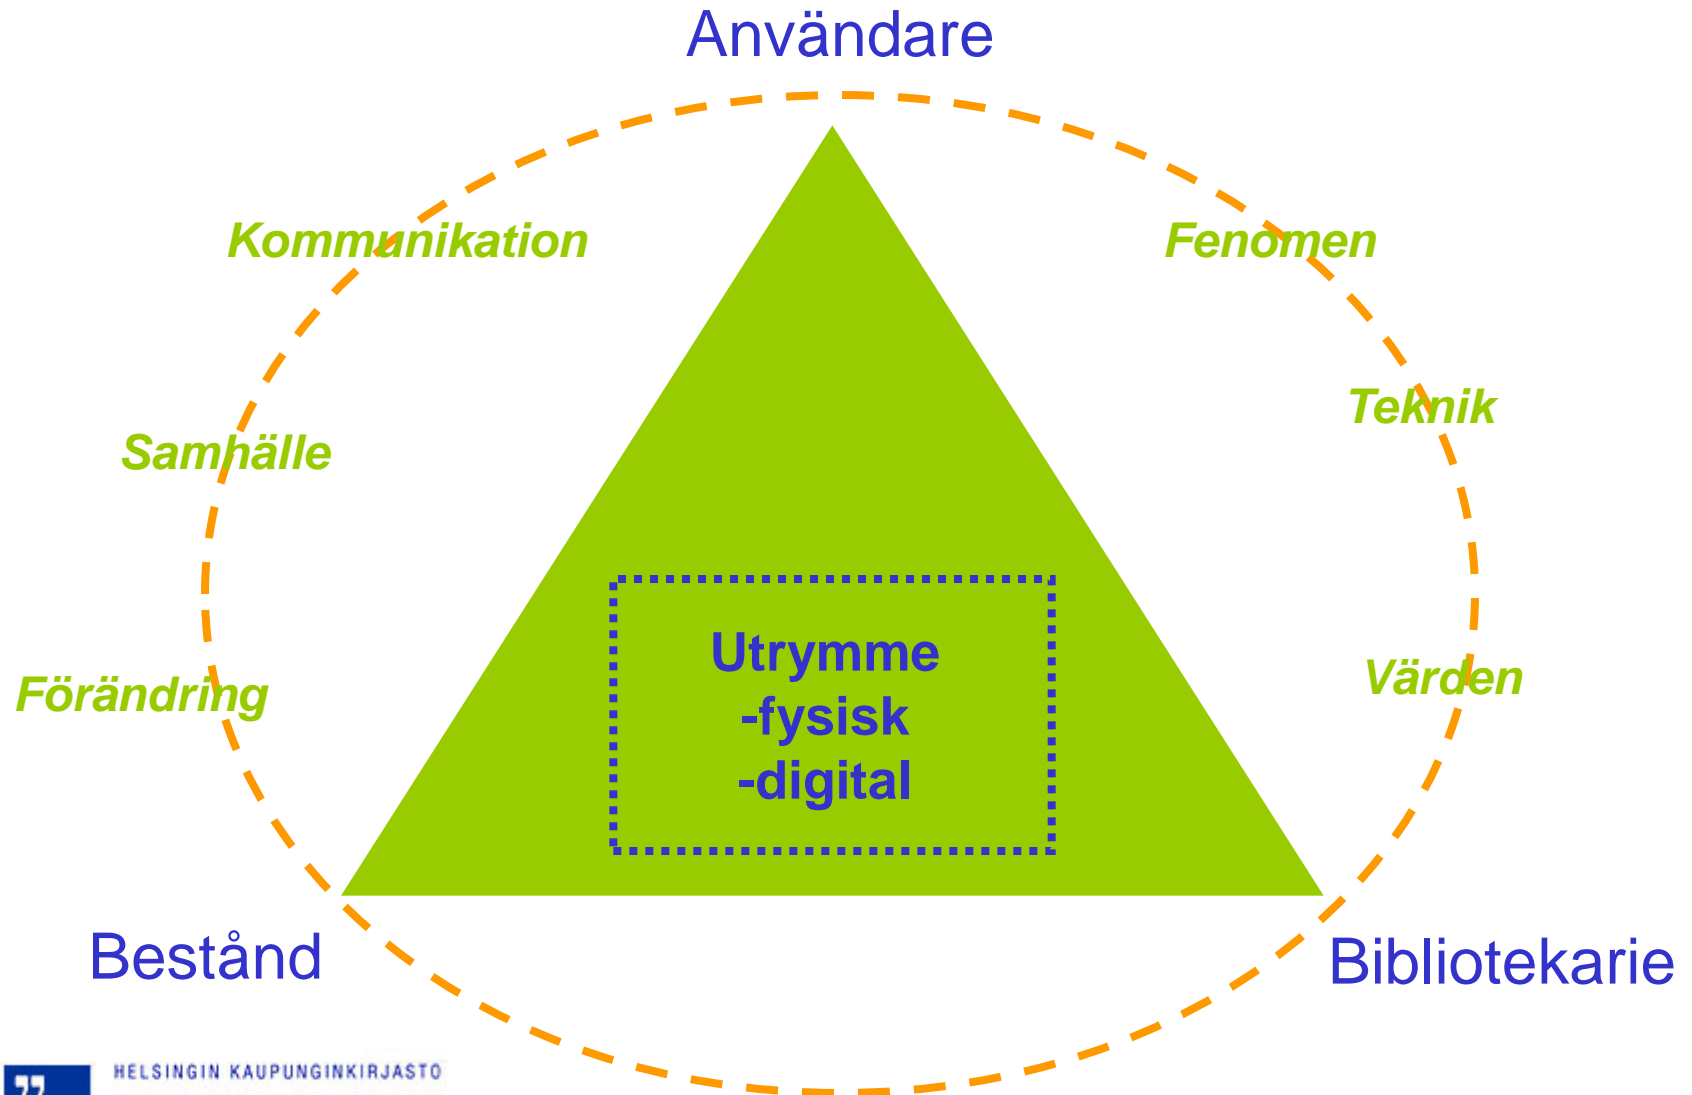 Användare
Kommunikation
Fenomen
Teknik
Samhälle
Utrymme
-fysisk
-digital
Värden
Förändring
Bestånd
Bibliotekarie
HELSINGIN KAUPUNGINKIRJASTO